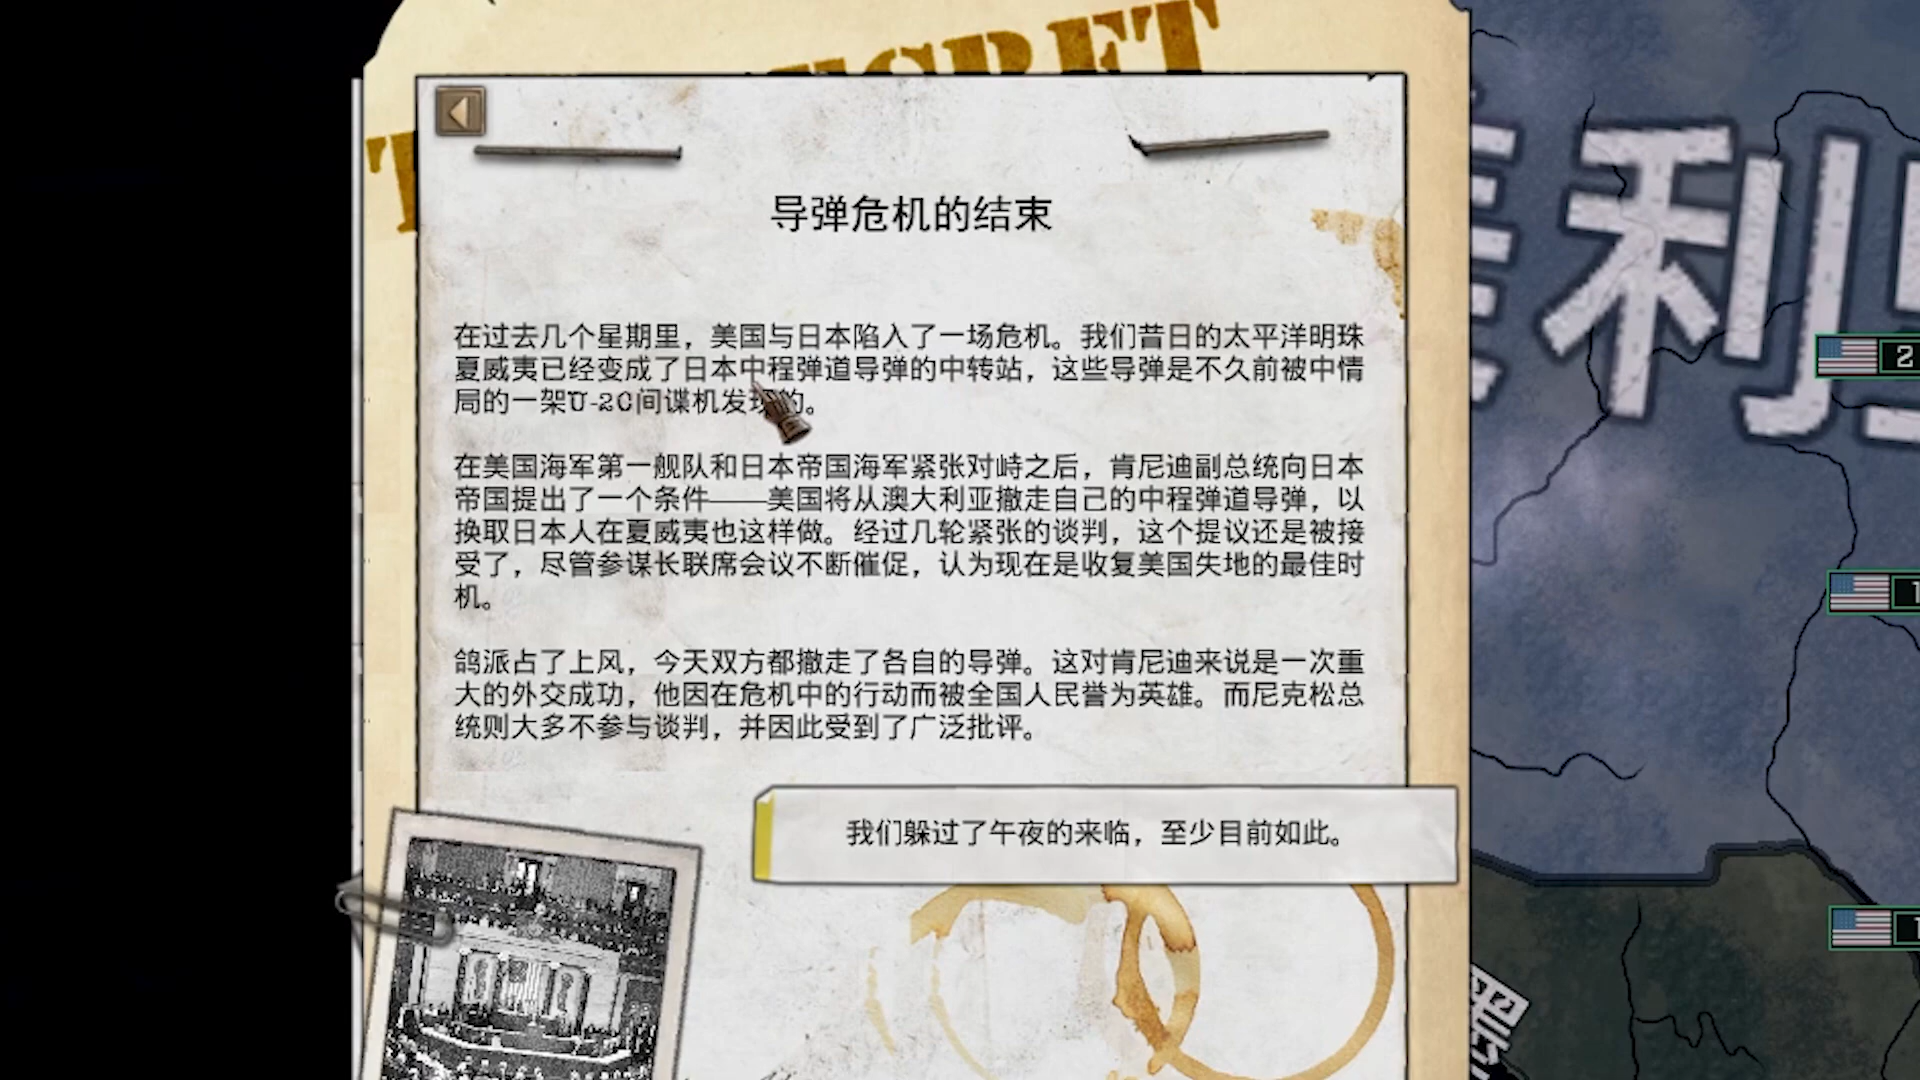 SECRET
导弹危机的结束
在过去几个星期里，美国与日本陷入了一场危机。我们昔日的太平洋明珠
夏威夷已经变成了日本中程弹道导弹的中转站，这些导弹是不久前被中情
局的一架U-2C间谍机发现的。
在美国海军第一舰队和日本帝国海军紧张对峙之后，肯尼迪副总统向日本
帝国提出了一个条件——美国将从澳大利亚撤走自己的中程弹道导弹，以
换取日本人在夏威夷也这样做。经过几轮紧张的谈判，这个提议还是被接
受了，尽管参谋长联席会议不断催促，认为现在是收复美国失地的最佳时
机。
鸽派占了上风，今天双方都撤走了各自的导弹。这对肯尼迪来说是一次重
大的外交成功，他因在危机中的行动而被全国人民誉为英雄。而尼克松总
统则大多不参与谈判，并因此受到了广泛批评。
我们躲过了午夜的来临，至少目前如此。
利
2
1
1